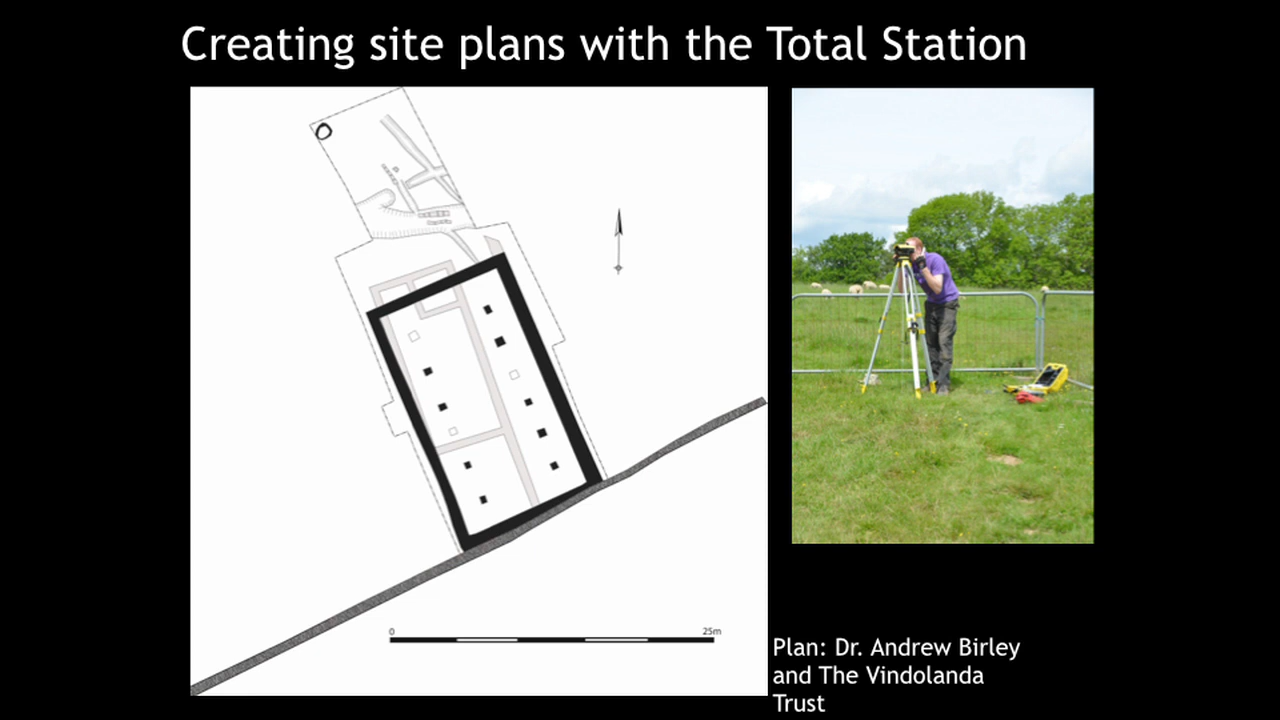 Creating site plans with the Total Station
0
25m
Plan: Dr. Andrew Birley
and The Vindolanda
Trust